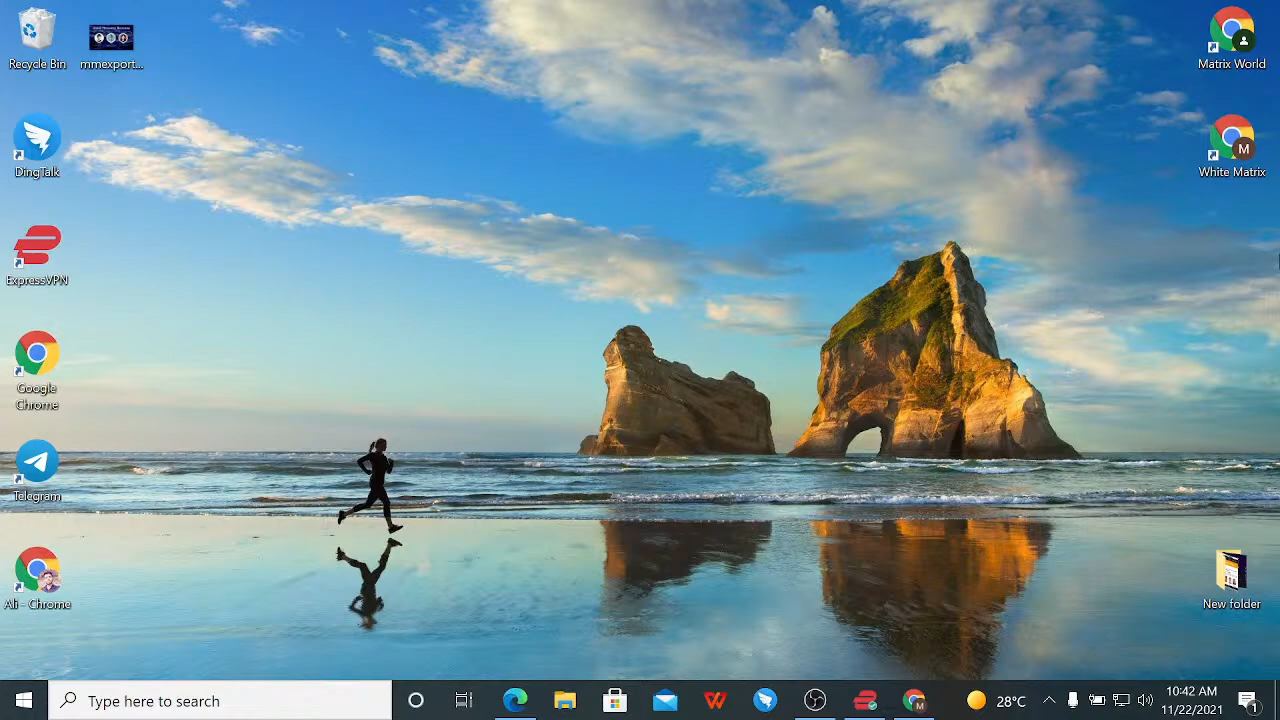 Recycle Bin
mmexport...
DingTalk
ExpressVPN
Google
Chrome
Telegram
Ali - Chrome
Matrix World
M
White Matrix
New folder
Type here to search
M
28°C
10:42 AM
11/22/2021
1